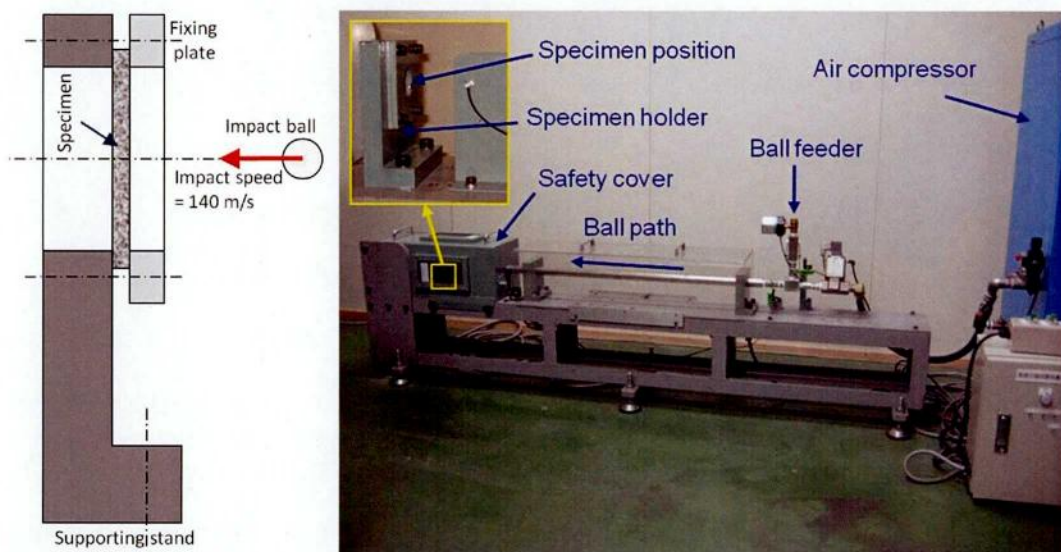 Fixing
plate
Specimen
Impact ball
Impact speed
= 140 m/s
Supporting stand
Specimen position
Specimen holder
Safety cover
Ball path
Ball feeder
Air compressor